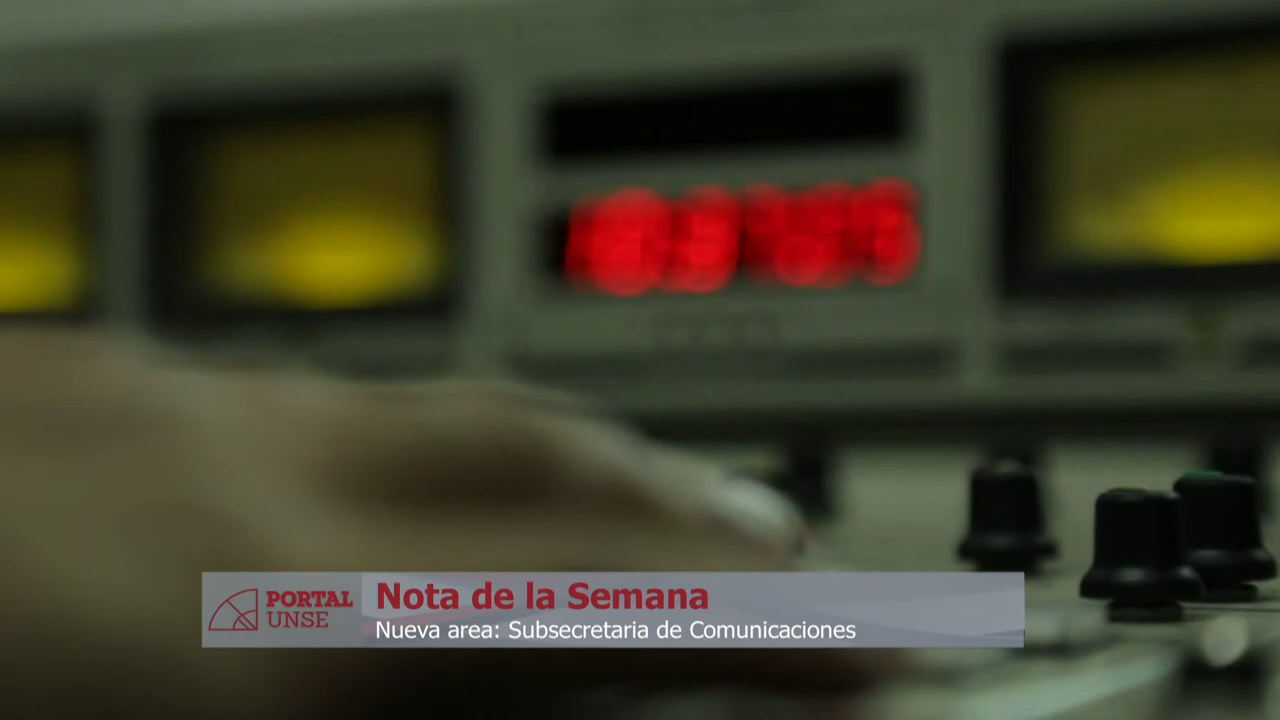 PORTAL
UNSE
Nota de la Semana
Nueva area: Subsecretaria de Comunicaciones